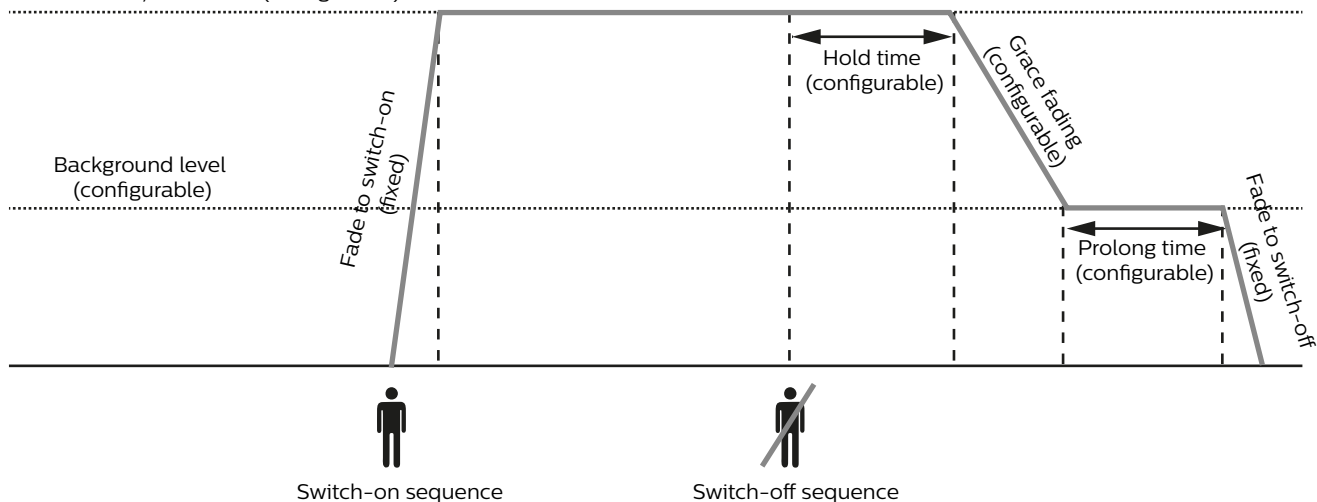 Hold time
(configurable)
Grace fading
(configurable)
Background level
(configurable)
Fade to switch-on
(fixed)
Prolong time
(configurable)
Fade to switch-off
(fixed)
Switch-on sequence
Switch-off sequence